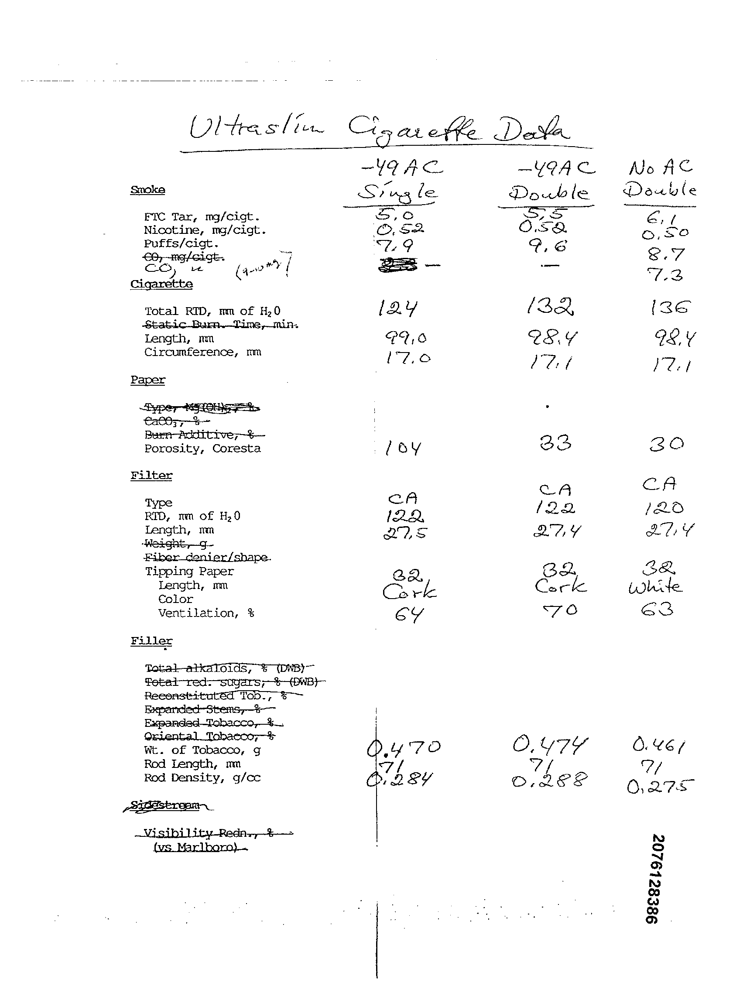 Ultraslim Cigarette Data
-49 AC -49 AC No AC
Smoke Single Double Double
FTC Tar, mg/cigt. 5.0 5.5 6.1
Nicotine, mg/cigt. 0.52 0.52 0.50
Puffs/cigt. 7.9 9.6 8.7
CO, mg/cigt.
CO, — — 7.3
Cigarette
Total RTD, mm of H2O 124 132 136
Static Burn. Time, min.
Length, mm 99.0 98.4 98.4
Circumference, mm 17.0 17.1 17.1
Paper
Type, Mg(OH)2, %
CaCO3, %
Burn Additive, %
Porosity, Coresta 104 33 30
Filter
Type CA CA CA
RTD, mm of H2O 122 122 120
Length, mm 27.5 27.4 27.4
Weight, g
Fiber denier/shape
Tipping Paper
Length, mm 32 32 32
Color Cork Cork White
Ventilation, % 64 70 63
Filler
Total alkaloids, % (DWB)
Total red. sugars, % (DWB)
Reconstituted Tob., %
Expanded Stems, %
Expanded Tobacco, %
Oriental Tobacco, %
Wt. of Tobacco, g 0.470 0.474 0.461
Rod Length, mm 71 71 71
Rod Density, g/cc 0.284 0.288 0.275
Sidestream
Visibility Redn., %
(vs Marlboro)
2076128386